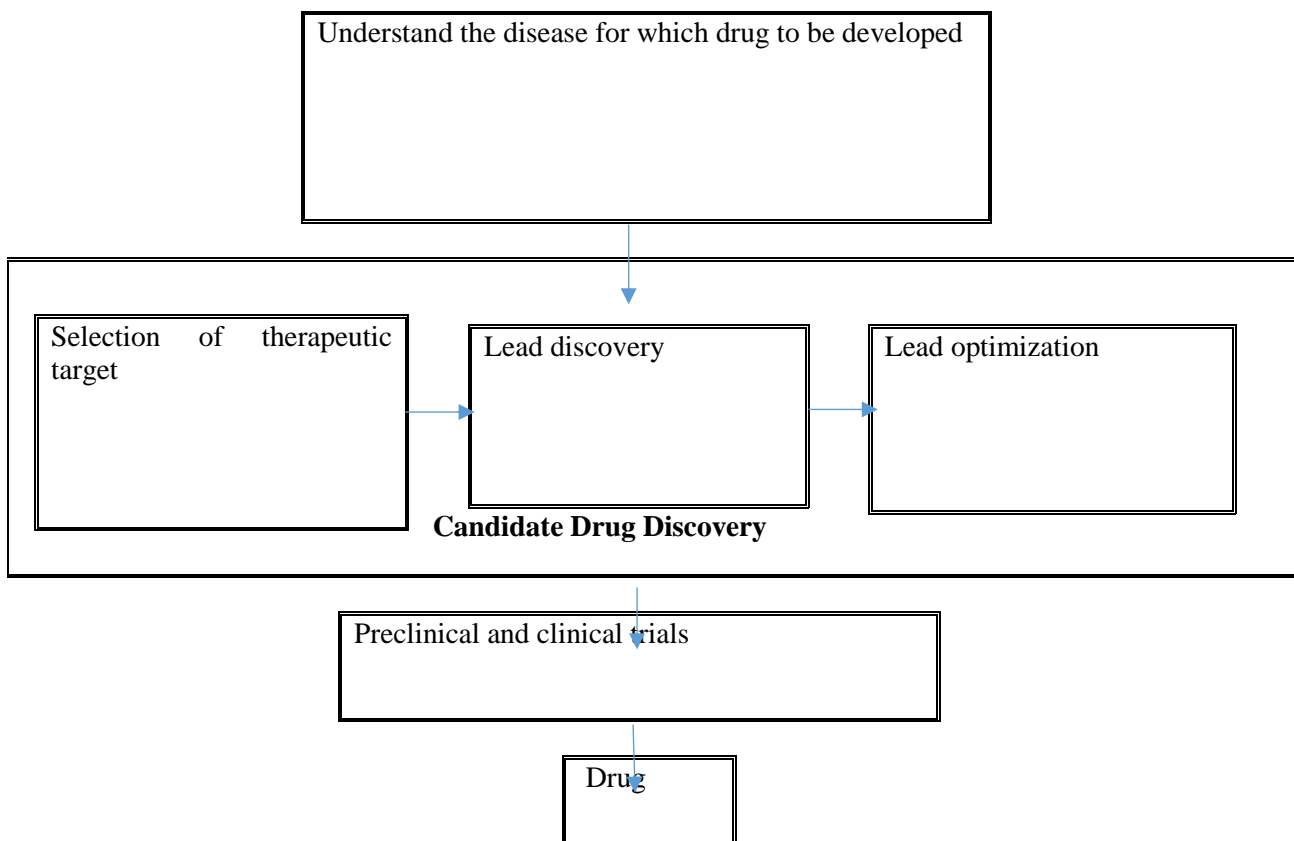 Understand the disease for which drug to be developed
Selection of therapeutic
target
Lead discovery
Lead optimization
Candidate Drug Discovery
Preclinical and clinical trials
Drug